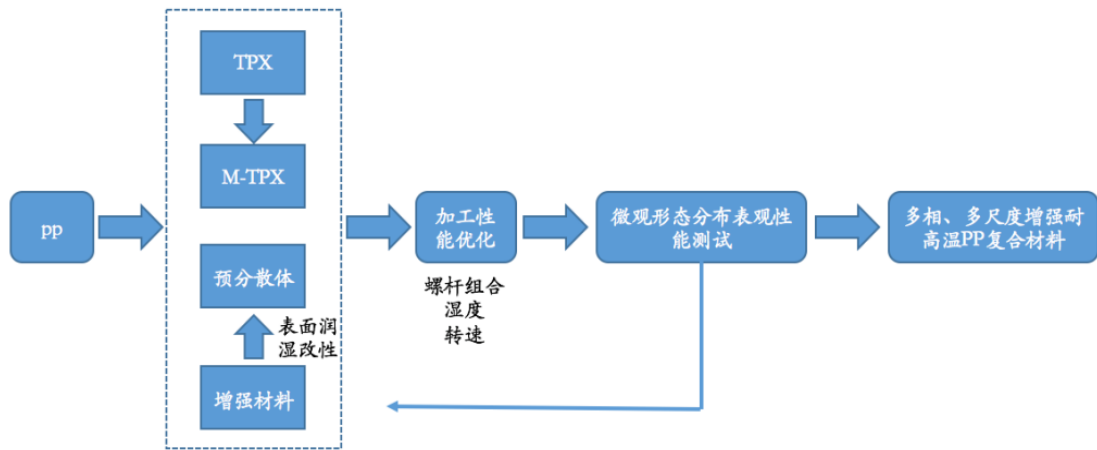 TPX
M-TPX
pp
预分散体
表面润
湿改性
增强材料
加工性
能优化
螺杆组合
湿度
转速
微观形态分布表观性
能测试
多相、多尺度增强耐
高温PP复合材料